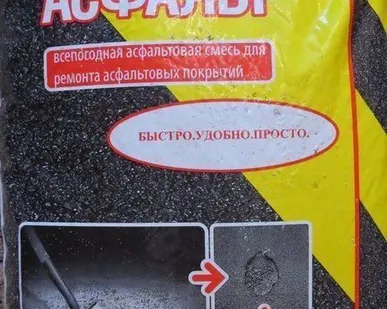 АСФАЛЬТ
всепогодная асфальтовая смесь для
ремонта асфальтовых покрытий
БЫСТРО.УДОБНО.ПРОСТО.